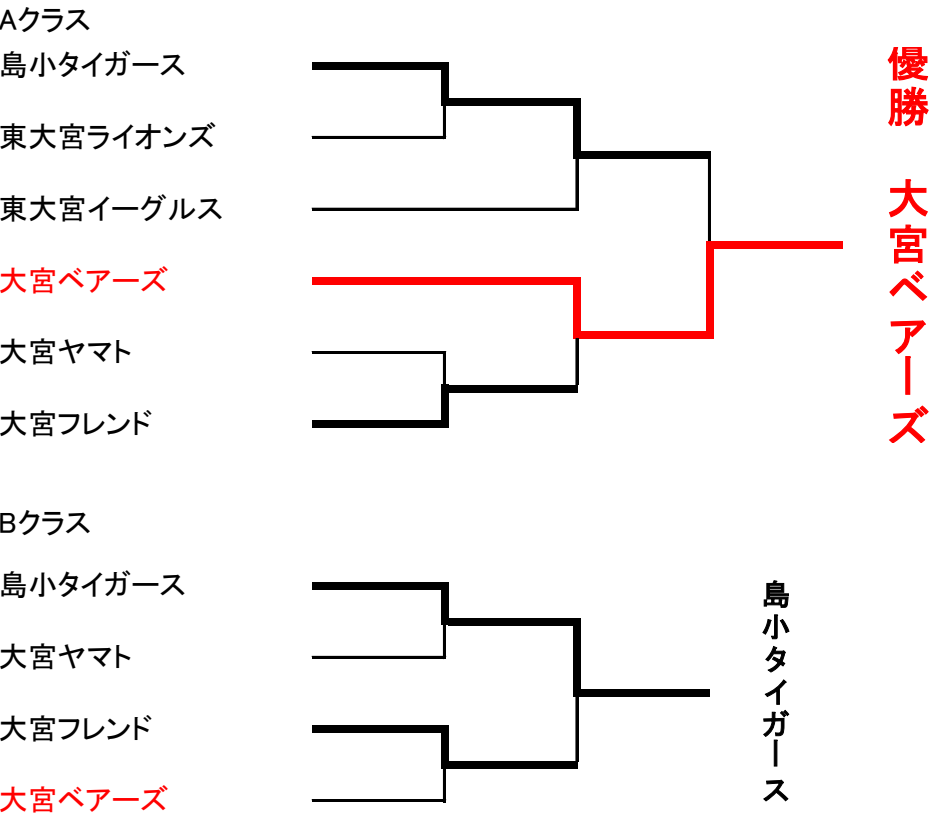 Aクラス
島小タイガース
東大宮ライオンズ
東大宮イーグルス
大宮ベアーズ
大宮ヤマト
大宮フレンド
優勝 大宮ベアーズ
Bクラス
島小タイガース
大宮ヤマト
大宮フレンド
大宮ベアーズ
島小タイガース